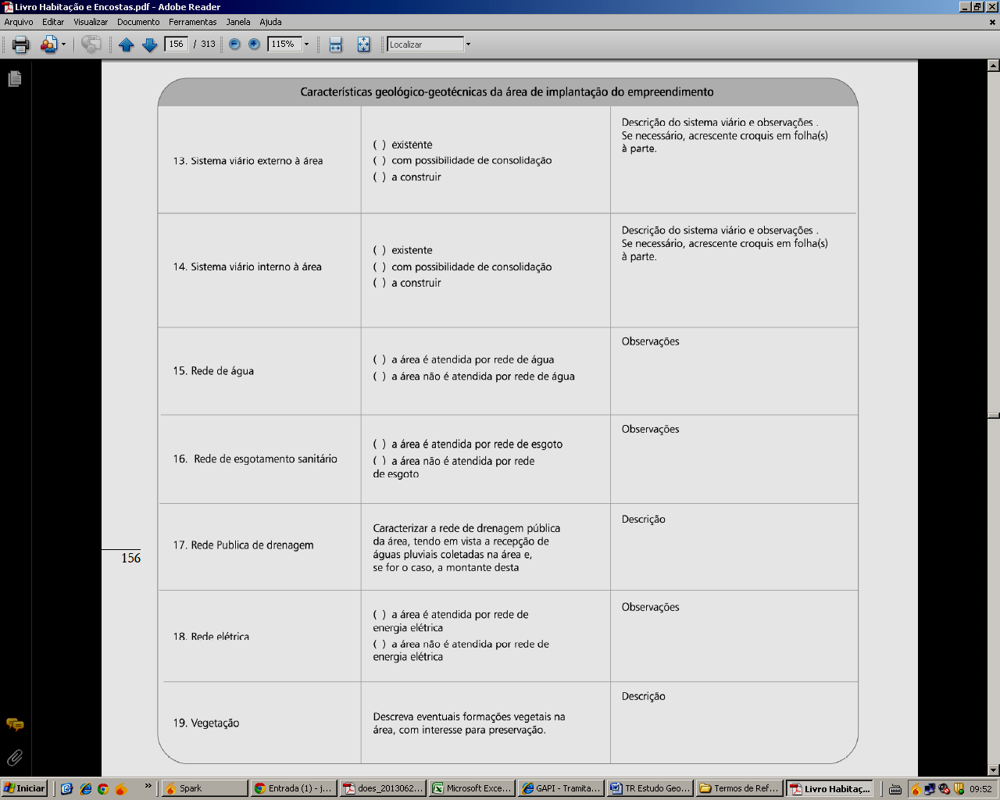 Livro Habitação e Encostas.pdf - Adobe Reader
Arquivo Editar Visualizar Documento Ferramentas Janela Ajuda
156 / 313 115% Localizar
Características geológico-geotécnicas da área de implantação do empreendimento
13. Sistema viário externo à área
( ) existente
( ) com possibilidade de consolidação
( ) a construir
Descrição do sistema viário e observações .
Se necessário, acrescente croquis em folha(s)
à parte.
14. Sistema viário interno à área
( ) existente
( ) com possibilidade de consolidação
( ) a construir
Descrição do sistema viário e observações .
Se necessário, acrescente croquis em folha(s)
à parte.
15. Rede de água
( ) a área é atendida por rede de água
( ) a área não é atendida por rede de água
Observações
16. Rede de esgotamento sanitário
( ) a área é atendida por rede de esgoto
( ) a área não é atendida por rede
de esgoto
Observações
17. Rede Publica de drenagem
Caracterizar a rede de drenagem pública
da área, tendo em vista a recepção de
águas pluviais coletadas na área e,
se for o caso, a montante desta
Descrição
156
18. Rede elétrica
( ) a área é atendida por rede de
energia elétrica
( ) a área não é atendida por rede de
energia elétrica
Observações
19. Vegetação
Descreva eventuais formações vegetais na
área, com interesse para preservação.
Descrição
Iniciar » Spark Entrada (1) - j... does_2013062... Microsoft Exce... GAPI - Tramita... TR Estudo Geo... Termos de Ref... Livro Habitaç... 09:52